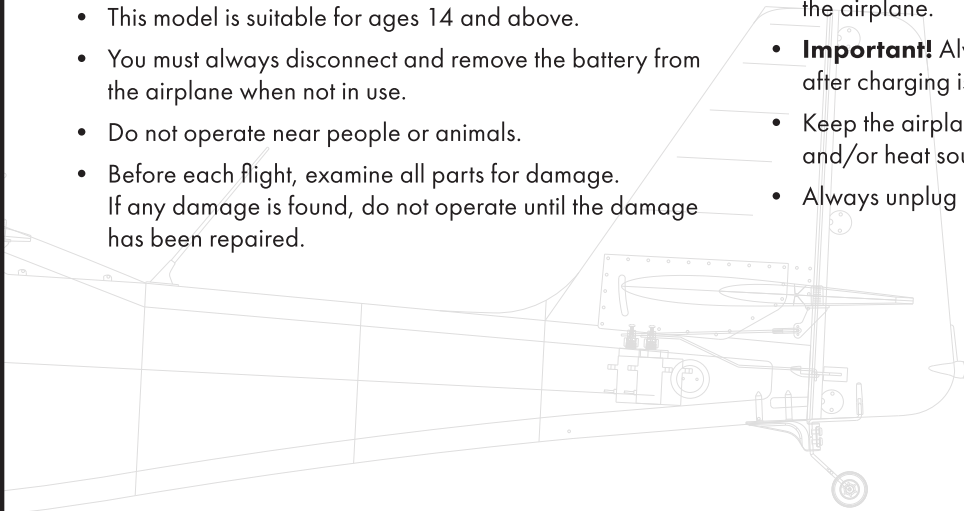 • This model is suitable for ages 14 and above.
• You must always disconnect and remove the battery from
the airplane when not in use.
• Do not operate near people or animals.
• Before each flight, examine all parts for damage.
If any damage is found, do not operate until the damage
has been repaired.
the airplane.
• Important!
after charging
• Keep the
and/or heat
• Always unplug